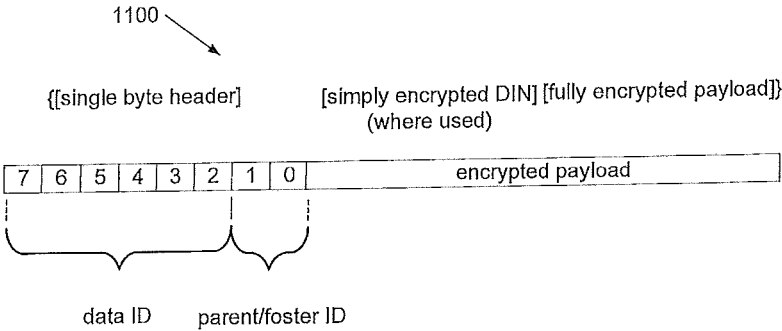 1100
{[single byte header] [simply encrypted DIN] [fully encrypted payload]}
(where used)
7 6 5 4 3 2 1 0 encrypted payload
data ID parent/foster ID